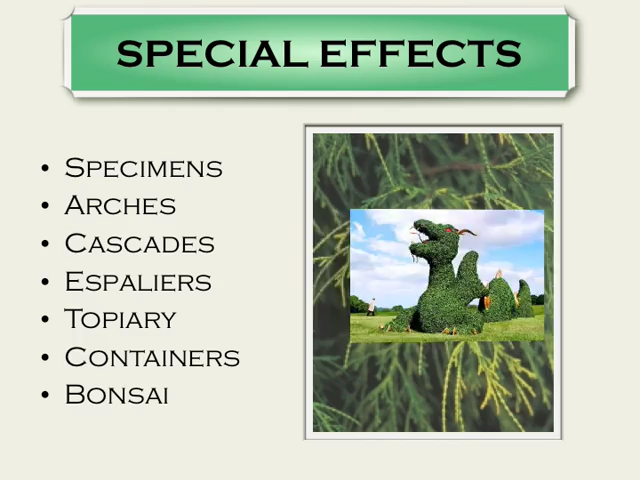 SPECIAL EFFECTS
• SPECIMENS
• ARCHES
• CASCADES
• ESPALIERS
• TOPIARY
• CONTAINERS
• BONSAI